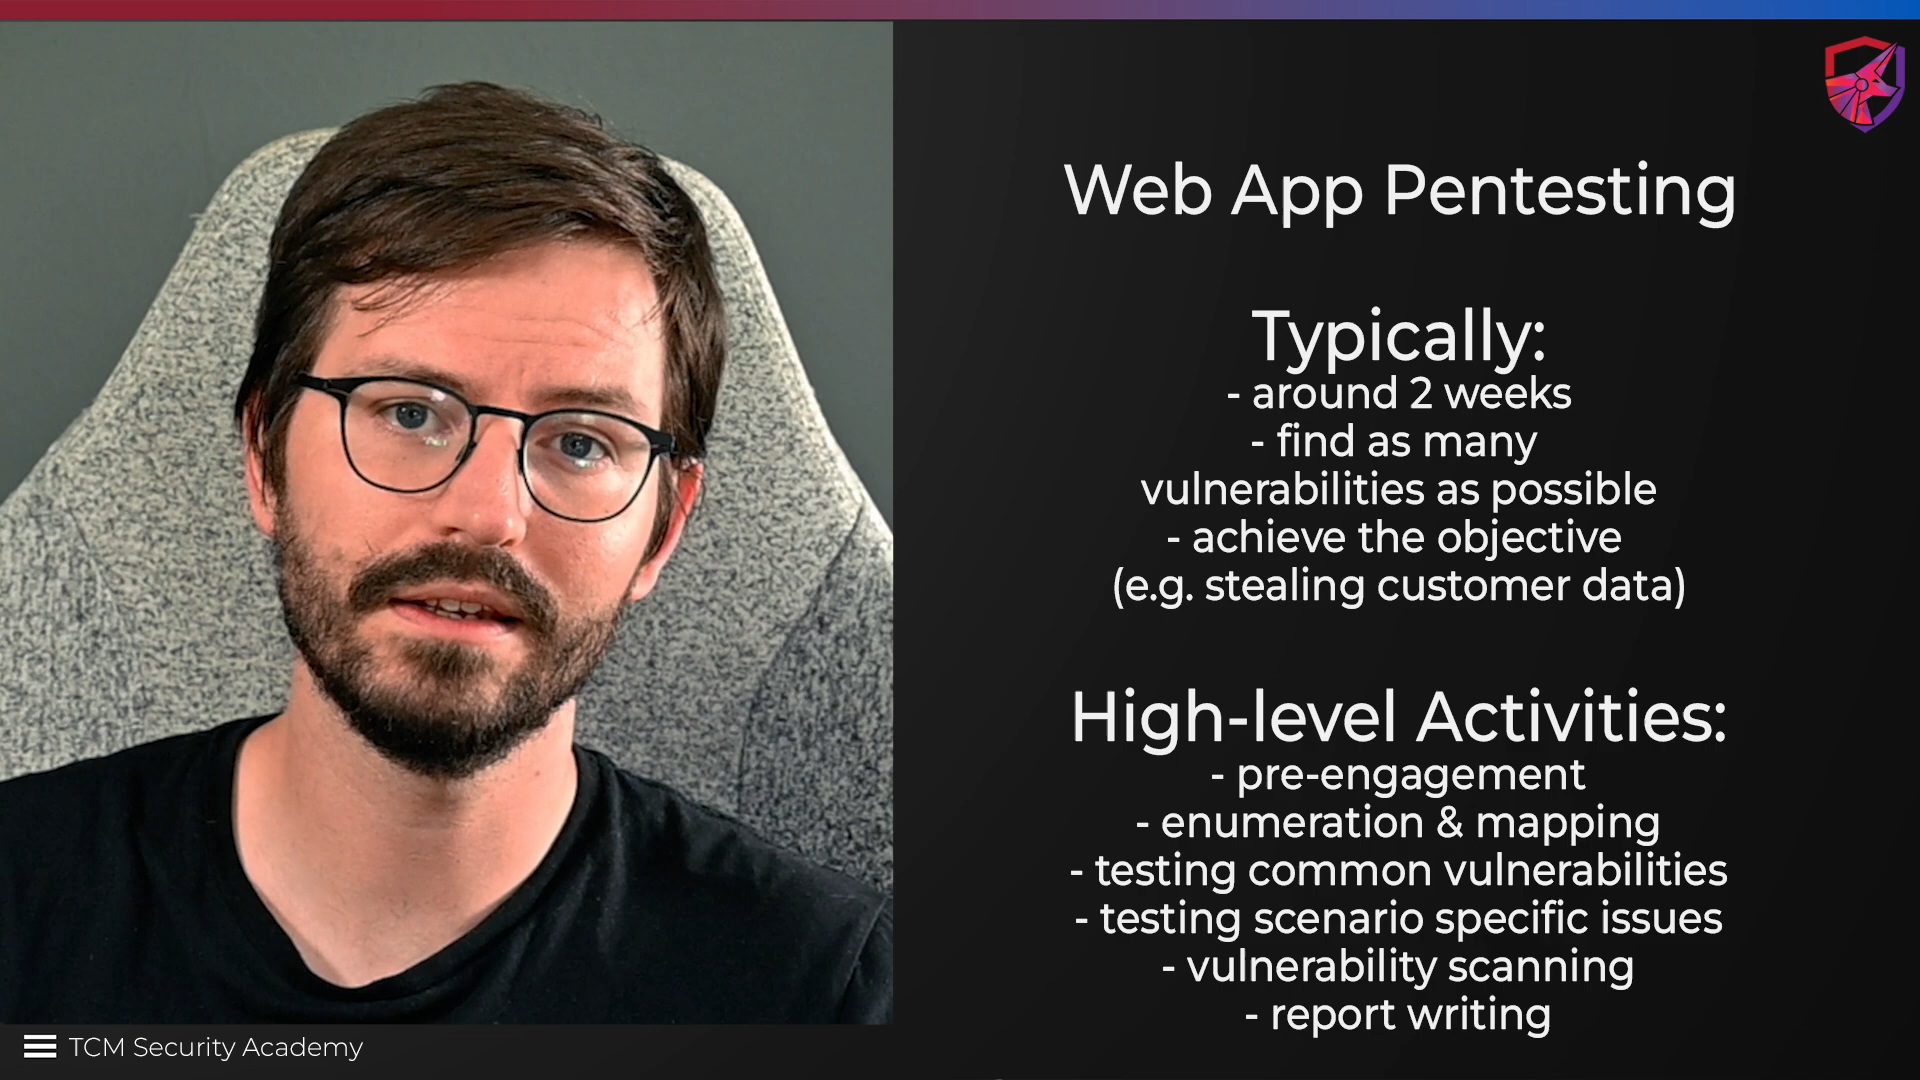 Web App Pentesting
Typically:
- around 2 weeks
- find as many
vulnerabilities as possible
- achieve the objective
(e.g. stealing customer data)
High-level Activities:
- pre-engagement
- enumeration & mapping
- testing common vulnerabilities
- testing scenario specific issues
- vulnerability scanning
- report writing
TCM Security Academy